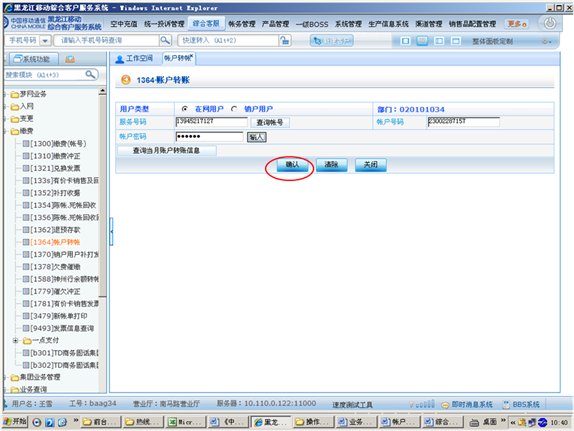 黑龙江移动综合客户服务系统 - Windows Internet Explorer
中国移动通信 CHINA MOBILE 黑龙江移动 综合客户服务系统
空中充值 统一投诉管理 综合客服 帐务管理 产品管理 一级BOSS 系统管理 生产信息系统 渠道管理 销售品配置管理 更多
手机号码 请输入手机号码查询 快速转入 (Alt+2) 整体面板定制
系统功能 工作空间 帐户转帐
搜索模块 (Alt+1)
梦网业务
入网
变更
缴费
[1300]缴费(帐号)
[1310]缴费冲正
[1321]兑换发票
[1336]有价卡销售及回
[1352]补打收据
[1354]陈帐、死帐回收
[1356]陈帐、死帐回收
[1362]退预存款
[1364]帐户转帐
[1370]销户用户补打发
[1378]欠费催缴
[1588]神州行余额转帐
[1779]催欠冲正
[1781]有价卡销售发票
[3479]新帐单打印
[9493]发票信息查询
一点支付
[b301]TD商务固话集团
[b302]TD商务固话集团
集团业务管理
业务查询
1364·账户转账
用户类型 在网用户 销户用户 部门: 020101034
服务号码 13945217127 查询帐号 帐户号码 23002287157
帐户密码 ●●●●●● 输入
查询当月账户转账信息
确认 清除 关闭
工号: baag34 营业厅: 南马路营业厅 服务器: 10.110.0.122:11000 速度测试工具 即时消息系统 BBS系统
开始 前台... 热线... Micr... 《中... 黑龙... 操作... 业务... 帐户... 综合... 桌面 10:40